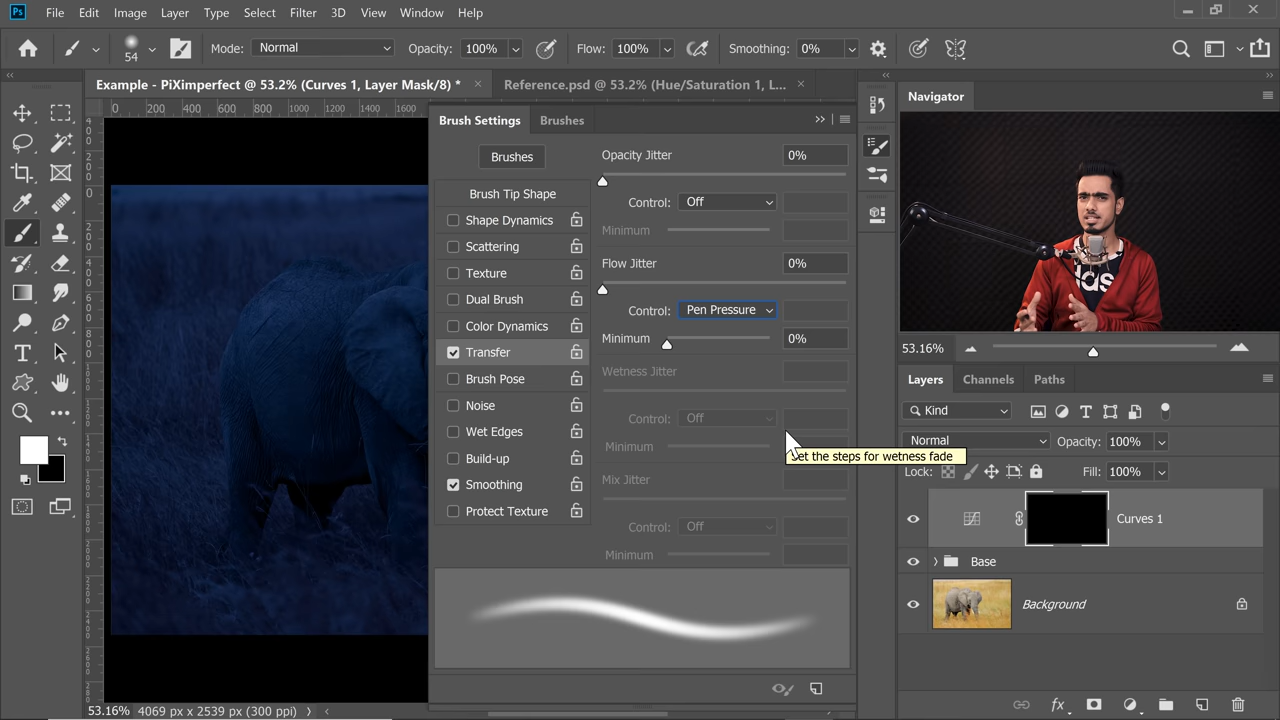 Ps File Edit Image Layer Type Select Filter 3D View Window Help
54 Mode: Normal Opacity: 100% Flow: 100% Smoothing: 0%
Example - PiXimperfect @ 53.2% (Curves 1, Layer Mask/8) * Reference.psd @ 53.2% (Hue/Saturation 1, L...
0 200 400 600 800 1000 1200 1400 1600
Brush Settings Brushes
Brushes
Brush Tip Shape
Shape Dynamics
Scattering
Texture
Dual Brush
Color Dynamics
Transfer
Brush Pose
Noise
Wet Edges
Build-up
Smoothing
Protect Texture
Opacity Jitter 0%
Control: Off
Minimum
Flow Jitter 0%
Control: Pen Pressure
Minimum 0%
Wetness Jitter
Control: Off
Minimum
et the steps for wetness fade
Mix Jitter
Control: Off
Minimum
Navigator
das
53.16%
Layers Channels Paths
Kind
Normal Opacity: 100%
Lock: Fill: 100%
Curves 1
Base
Background
fx
53.16% 4069 px x 2539 px (300 ppi)